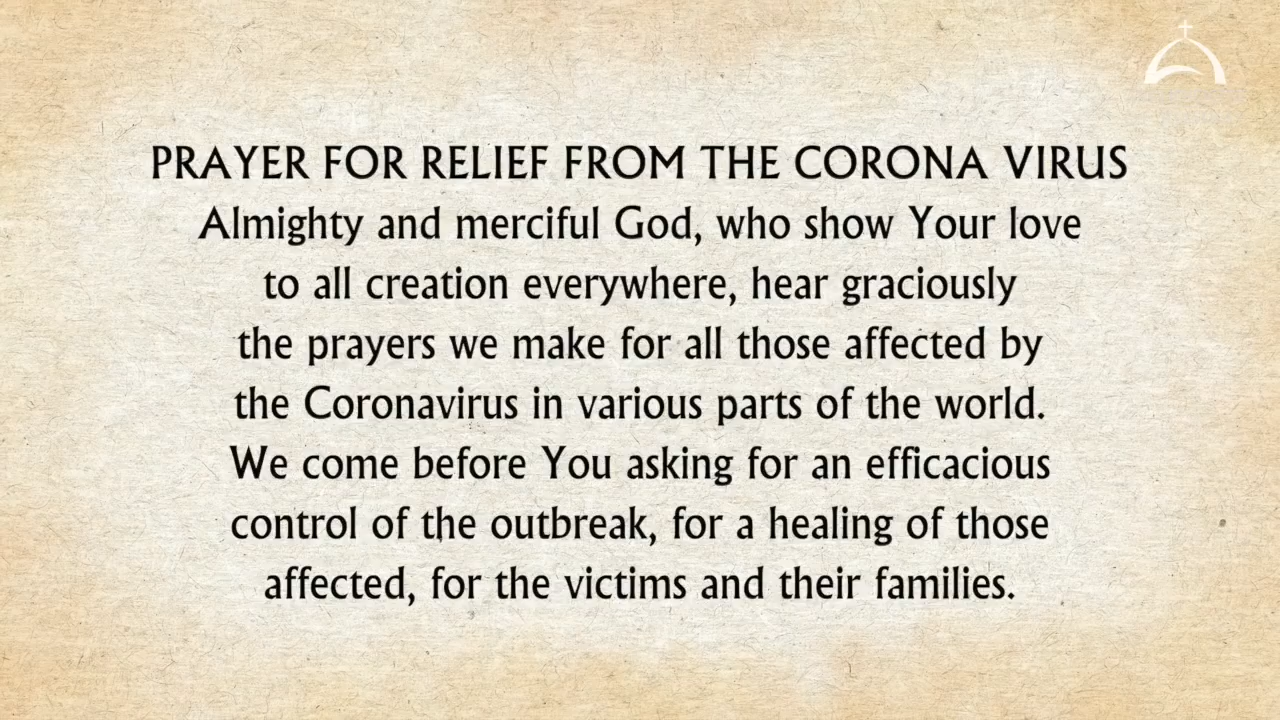 PRAYER FOR RELIEF FROM THE CORONA VIRUS
Almighty and merciful God, who show Your love
to all creation everywhere, hear graciously
the prayers we make for all those affected by
the Coronavirus in various parts of the world.
We come before You asking for an efficacious
control of the outbreak, for a healing of those
affected, for the victims and their families.